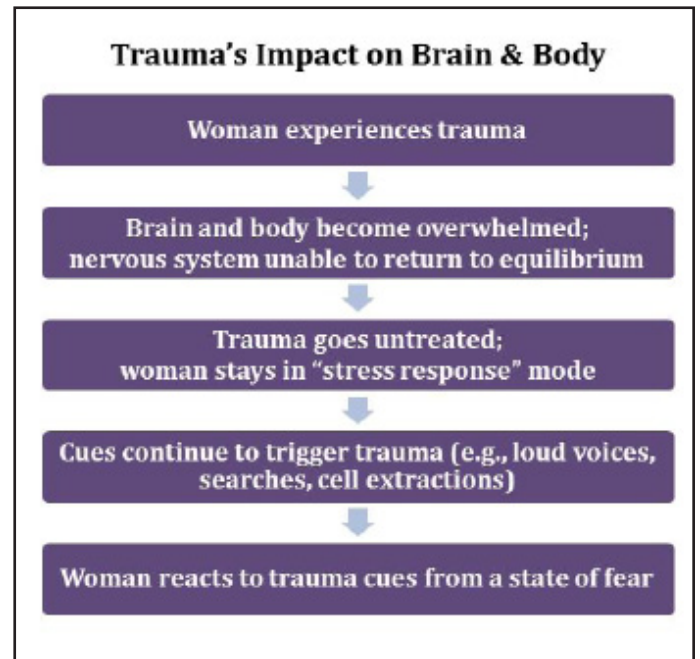 Trauma's Impact on Brain & Body
Woman experiences trauma
Brain and body become overwhelmed;
nervous system unable to return to equilibrium
Trauma goes untreated;
woman stays in “stress response” mode
Cues continue to trigger trauma (e.g., loud voices,
searches, cell extractions)
Woman reacts to trauma cues from a state of fear